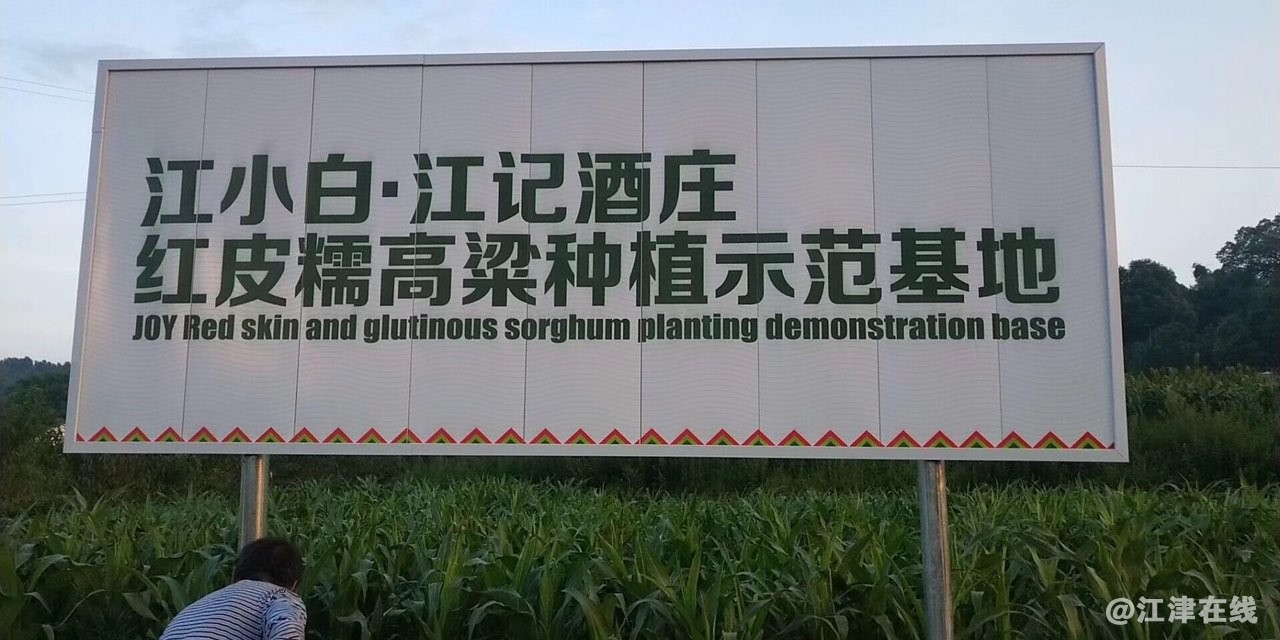 江小白·江记酒庄
红皮糯高粱种植示范基地
JOY Red skin and glutinous sorghum planting demonstration base
@江津在线